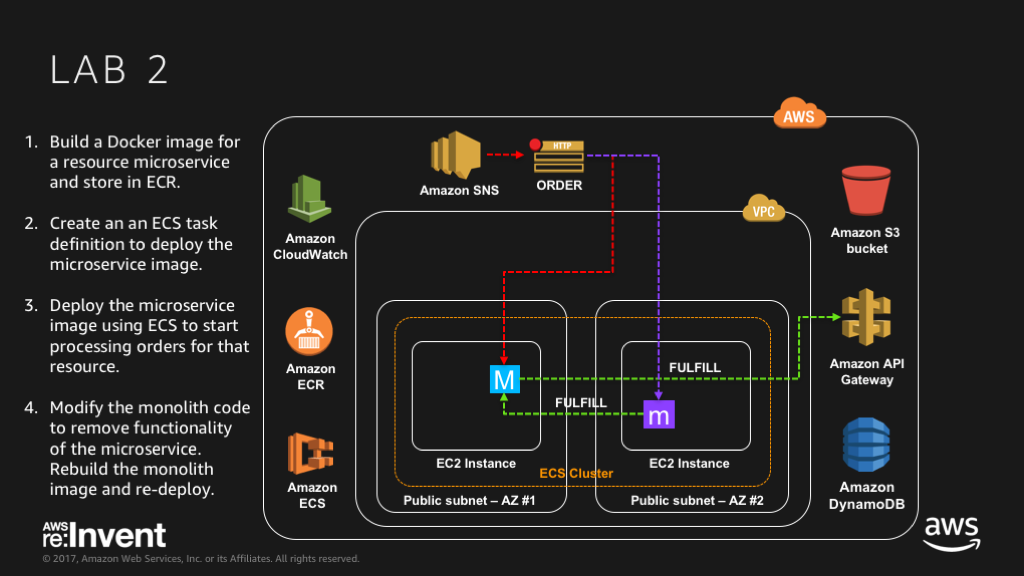 LAB 2
1. Build a Docker image for
a resource microservice
and store in ECR.
2. Create an an ECS task
definition to deploy the
microservice image.
3. Deploy the microservice
image using ECS to start
processing orders for that
resource.
4. Modify the monolith code
to remove functionality
of the microservice.
Rebuild the monolith
image and re-deploy.
AWS
HTTP
Amazon SNS
ORDER
VPC
Amazon
CloudWatch
Amazon S3
bucket
Amazon
ECR
Amazon API
Gateway
M
FULFILL
FULFILL
m
EC2 Instance
EC2 Instance
ECS Cluster
Public subnet – AZ #1
Public subnet – AZ #2
Amazon
ECS
Amazon
DynamoDB
AWS
re:Invent
aws
© 2017, Amazon Web Services, Inc. or its Affiliates. All rights reserved.